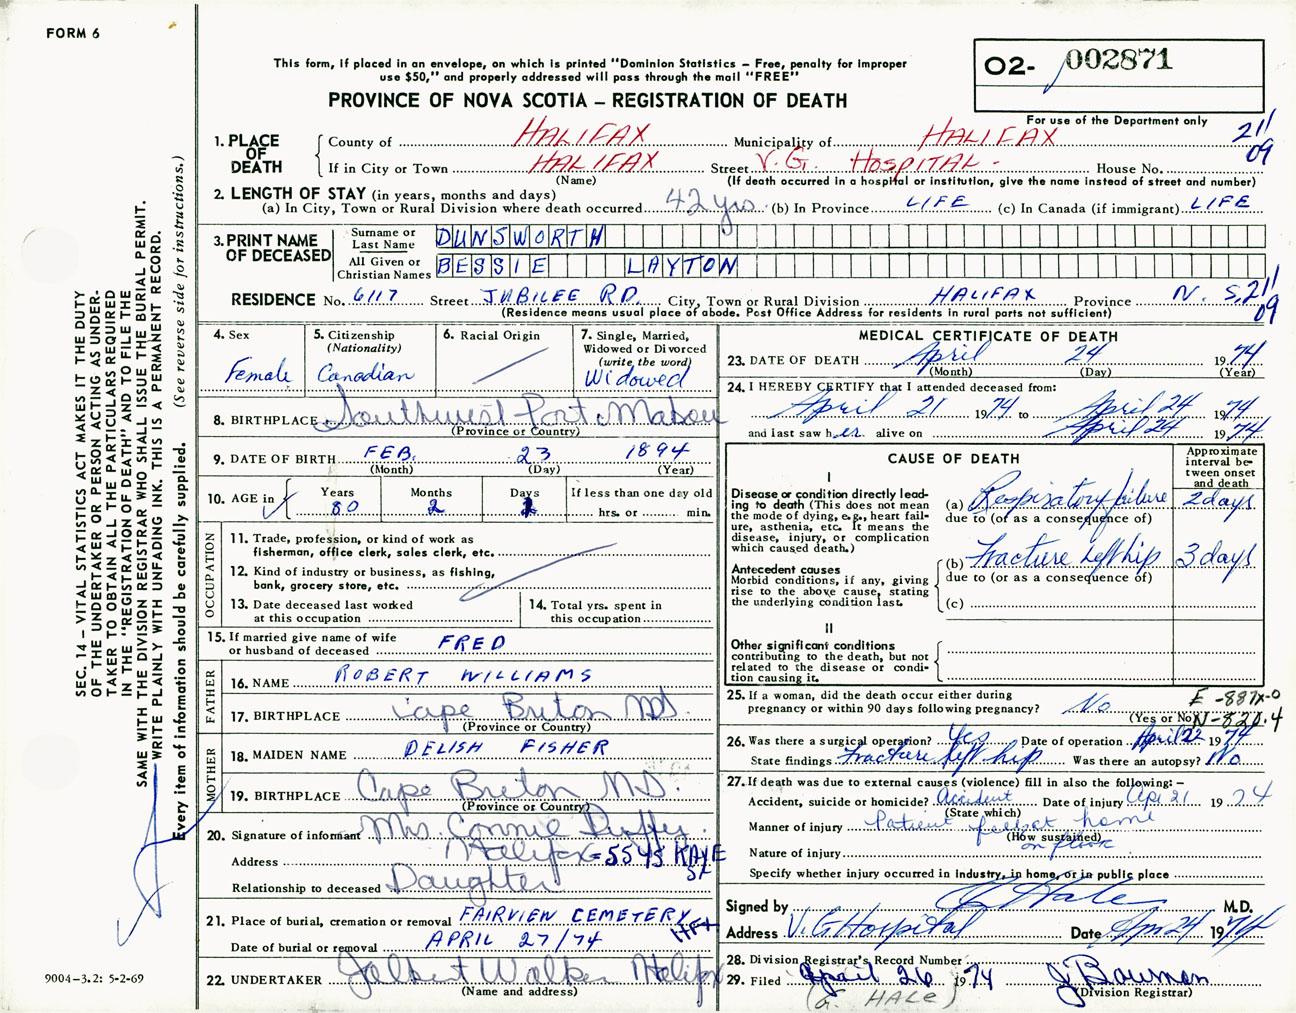 FORM 6
This form, if placed in an envelope, on which is printed "Dominion Statistics – Free, penalty for improper
use $50," and properly addressed will pass through the mail "FREE"
PROVINCE OF NOVA SCOTIA – REGISTRATION OF DEATH
O2- 002871
For use of the Department only
211
09
1. PLACE OF DEATH
County of HALIFAX Municipality of HALIFAX
If in City or Town HALIFAX Street V.G. HOSPITAL - House No.
(Name) (If death occurred in a hospital or institution, give the name instead of street and number)
2. LENGTH OF STAY (in years, months and days)
(a) In City, Town or Rural Division where death occurred 42 yrs. (b) In Province LIFE (c) In Canada (if immigrant) LIFE
3. PRINT NAME OF DECEASED
Surname or Last Name DUNSWORTH
All Given or Christian Names BESSIE LAYTON
RESIDENCE No. 6117 Street JUBILEE RD. City, Town or Rural Division HALIFAX Province N. S. 211
09
(Residence means usual place of abode. Post Office Address for residents in rural parts not sufficient)
4. Sex Female
5. Citizenship (Nationality) Canadian
6. Racial Origin
7. Single, Married, Widowed or Divorced (write the word) Widowed
8. BIRTHPLACE Southwest Port Mabou
(Province or Country)
9. DATE OF BIRTH FEB. 23 1894
(Month) (Day) (Year)
10. AGE in Years 80 Months 2 Days If less than one day old
hrs. or min.
OCCUPATION
11. Trade, profession, or kind of work as
fisherman, office clerk, sales clerk, etc.
12. Kind of industry or business, as fishing,
bank, grocery store, etc.
13. Date deceased last worked
at this occupation
14. Total yrs. spent in
this occupation
15. If married give name of wife
or husband of deceased FRED
FATHER
16. NAME ROBERT WILLIAMS
17. BIRTHPLACE Cape Breton N.S.
(Province or Country)
MOTHER
18. MAIDEN NAME DELISH FISHER
19. BIRTHPLACE Cape Breton N.S.
(Province or Country)
20. Signature of informant Mrs. Connie
Address Halifax - 5545 KAYE
ST
Relationship to deceased Daughter
21. Place of burial, cremation or removal FAIRVIEW CEMETERY
HFX
Date of burial or removal APRIL 27/74
22. UNDERTAKER Walker Halifax
(Name and address)
MEDICAL CERTIFICATE OF DEATH
23. DATE OF DEATH April 24 1974
(Month) (Day) (Year)
24. I HEREBY CERTIFY that I attended deceased from:
April 21 1974 to April 24 1974
and last saw her alive on April 24 1974
CAUSE OF DEATH
Approximate interval between onset and death
I
Disease or condition directly leading to death (This does not
mean the mode of dying, e.g., heart failure, asthenia, etc. It means the
disease, injury, or complication
which caused death.)
(a) Respiratory failure 2 days
due to (or as a consequence of)
Antecedent causes
Morbid conditions, if any, giving
rise to the above cause, stating
the underlying condition last.
(b) Fracture left hip 3 days
due to (or as a consequence of)
(c)
II
Other significant conditions
contributing to the death, but not
related to the disease or condition causing it.
25. If a woman, did the death occur either during
pregnancy or within 90 days following pregnancy? No
(Yes or No)
E-887X-0
N-820.4
26. Was there a surgical operation? Yes Date of operation April 22 1974
State findings Fracture left hip Was there an autopsy? No
27. If death was due to external causes (violence) fill in also the following: –
Accident, suicide or homicide? Accident Date of injury Apr 21 1974
(State which)
Manner of injury Patient fell at home
(How sustained)
on floor
Nature of injury
Specify whether injury occurred in industry, in home, or in public place
Signed by Hale M.D.
Address V.G. Hospital Date 24 1974
28. Division Registrar's Record Number
29. Filed April 26 1974 J Bowman
(G. HALE) (Division Registrar)
SEC. 14 – VITAL STATISTICS ACT MAKES IT THE DUTY
OF THE UNDERTAKER OR PERSON ACTING AS UNDER-
TAKER TO OBTAIN ALL THE PARTICULARS REQUIRED
IN THE "REGISTRATION OF DEATH" AND TO FILE THE
SAME WITH THE DIVISION REGISTRAR WHO SHALL ISSUE THE BURIAL PERMIT.
WRITE PLAINLY WITH UNFADING INK. THIS IS A PERMANENT RECORD.
Every item of information should be carefully supplied. (See reverse side for instructions.)
9004-3.2: 5-2-69